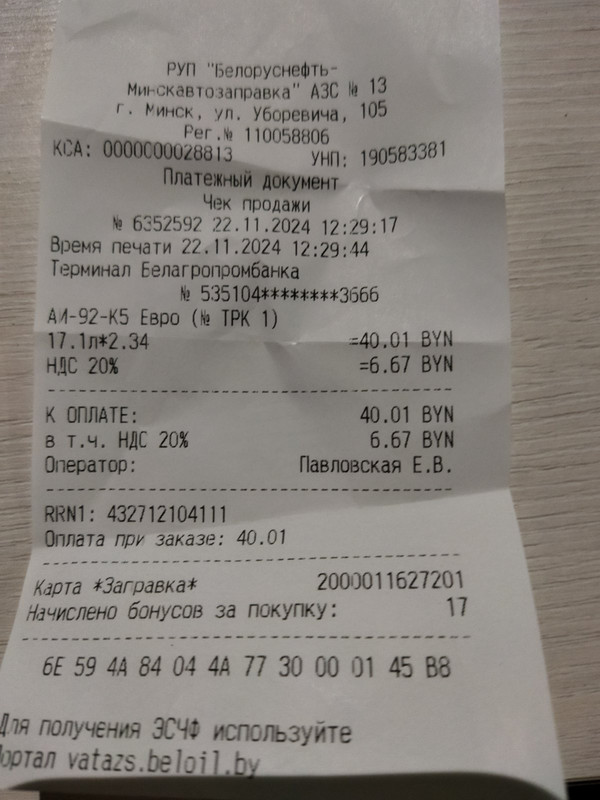 РУП "Белоруснефть-
Минскавтозаправка" АЗС № 13
г. Минск, ул. Уборевича, 105
Рег.№ 110058806
КСА: 0000000028813 УНП: 190583381
Платежный документ
Чек продажи
№ 6352592 22.11.2024 12:29:17
Время печати 22.11.2024 12:29:44
Терминал Белагропромбанка
№ 535104********3666
АИ-92-К5 Евро (№ ТРК 1)
17.1л*2.34 =40.01 BYN
НДС 20% =6.67 BYN
К ОПЛАТЕ: 40.01 BYN
в т.ч. НДС 20% 6.67 BYN
Оператор: Павловская Е.В.
RRN1: 432712104111
Оплата при заказе: 40.01
Карта *Заправка* 2000011627201
Начислено бонусов за покупку: 17
6E 59 4A 84 04 4A 77 30 00 01 45 B8
Для получения ЭСЧФ используйте
портал vatazs.beloil.by